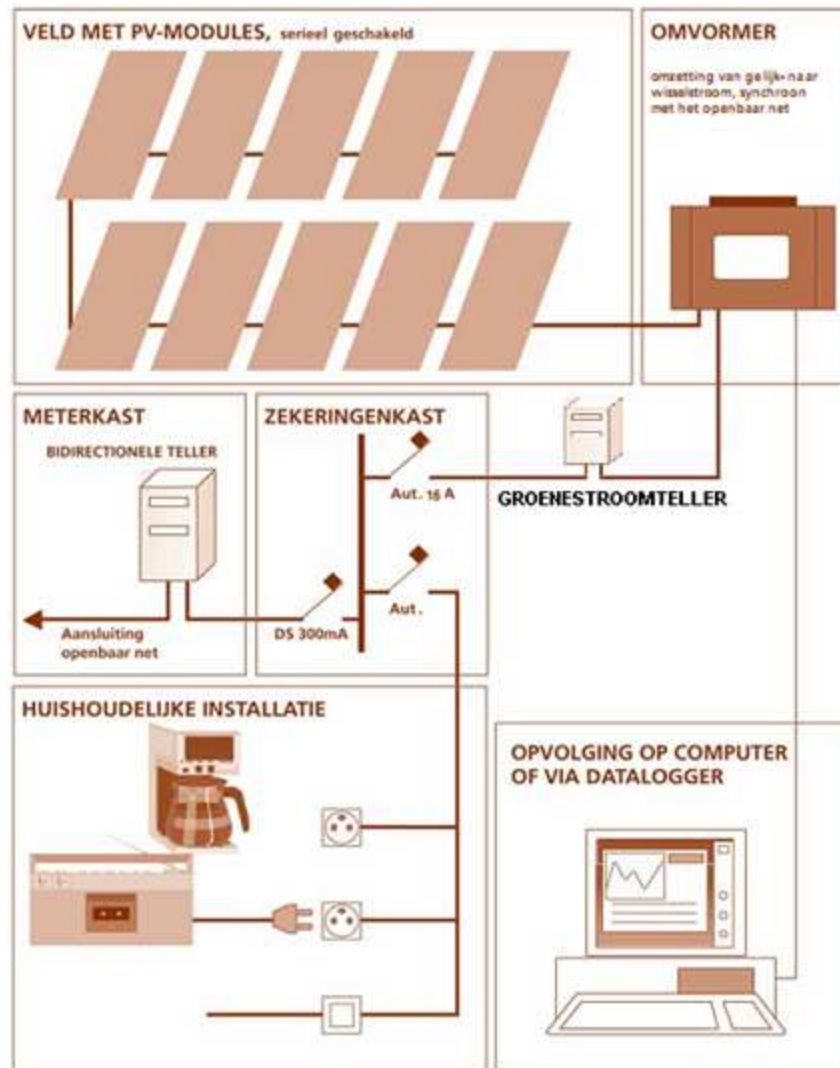 VELD MET PV-MODULES, serieel geschakeld
OMVORMER
omzetting van gelijk- naar
wisselstroom, synchroon
met het openbaar net
METERKAST
BIDIRECTIONELE TELLER
Aansluiting
openbaar net
ZEKERINGENKAST
Aut. 16 A
Aut.
DS 300mA
GROENESTROOMTELLER
HUISHOUDELIJKE INSTALLATIE
OPVOLGING OP COMPUTER
OF VIA DATALOGGER